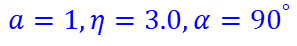 a = 1, η = 3.0, α = 90°